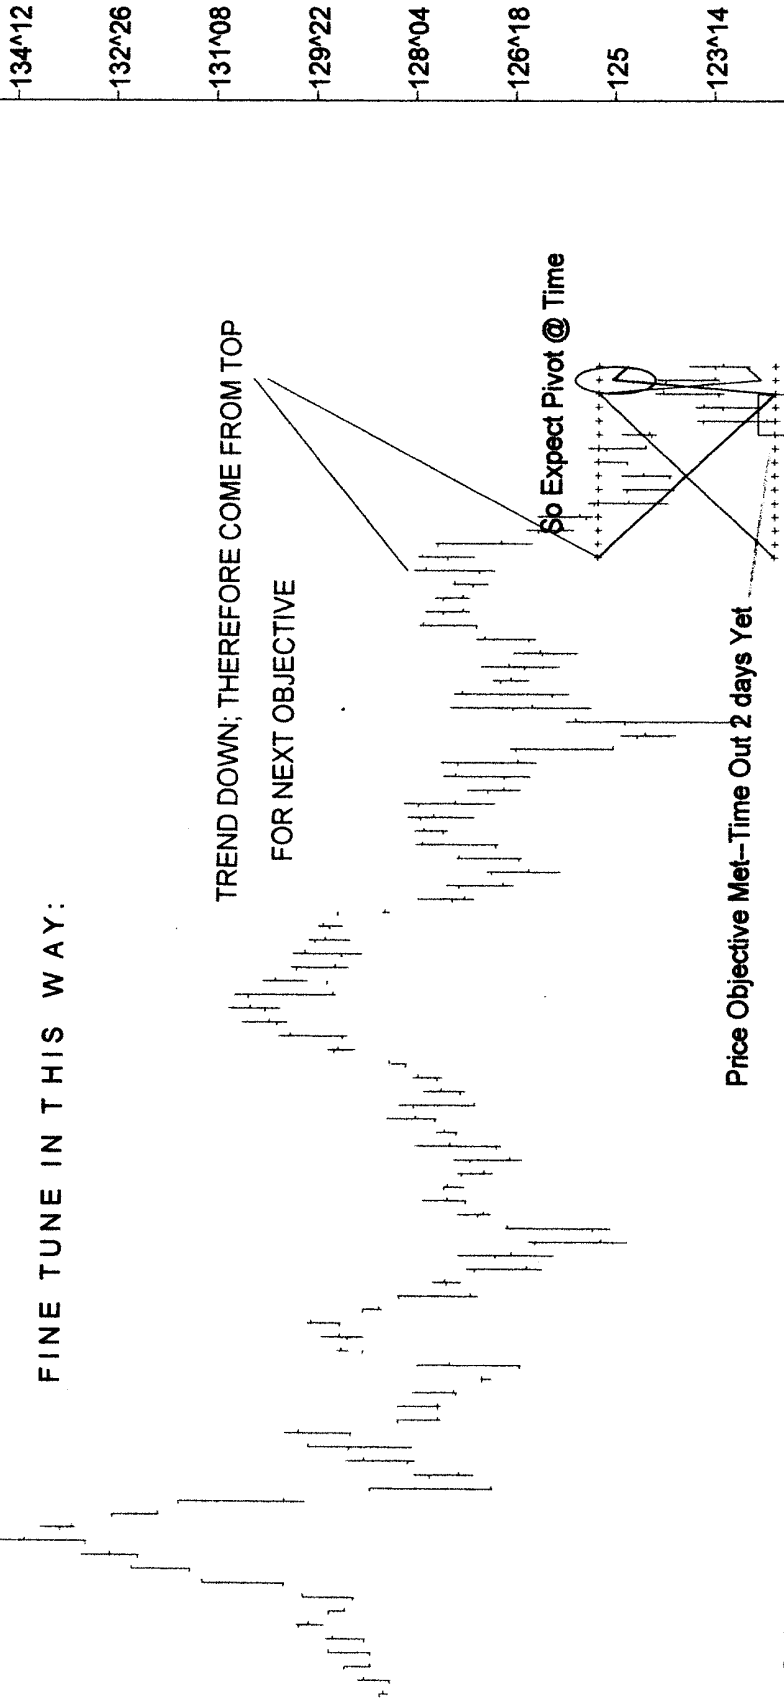 FINE TUNE IN THIS WAY:
TREND DOWN; THEREFORE COME FROM TOP
FOR NEXT OBJECTIVE
So Expect Pivot @ Time
Price Objective Met--Time Out 2 days Yet
134^12
132^26
131^08
129^22
128^04
126^18
125
123^14